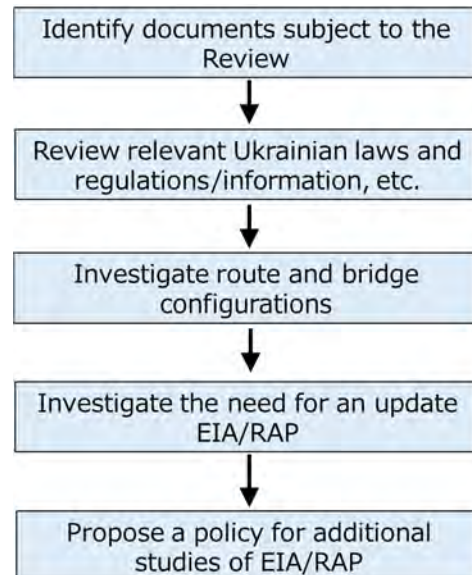 Identify documents subject to the
Review
Review relevant Ukrainian laws and
regulations/information, etc.
Investigate route and bridge
configurations
Investigate the need for an update
EIA/RAP
Propose a policy for additional
studies of EIA/RAP